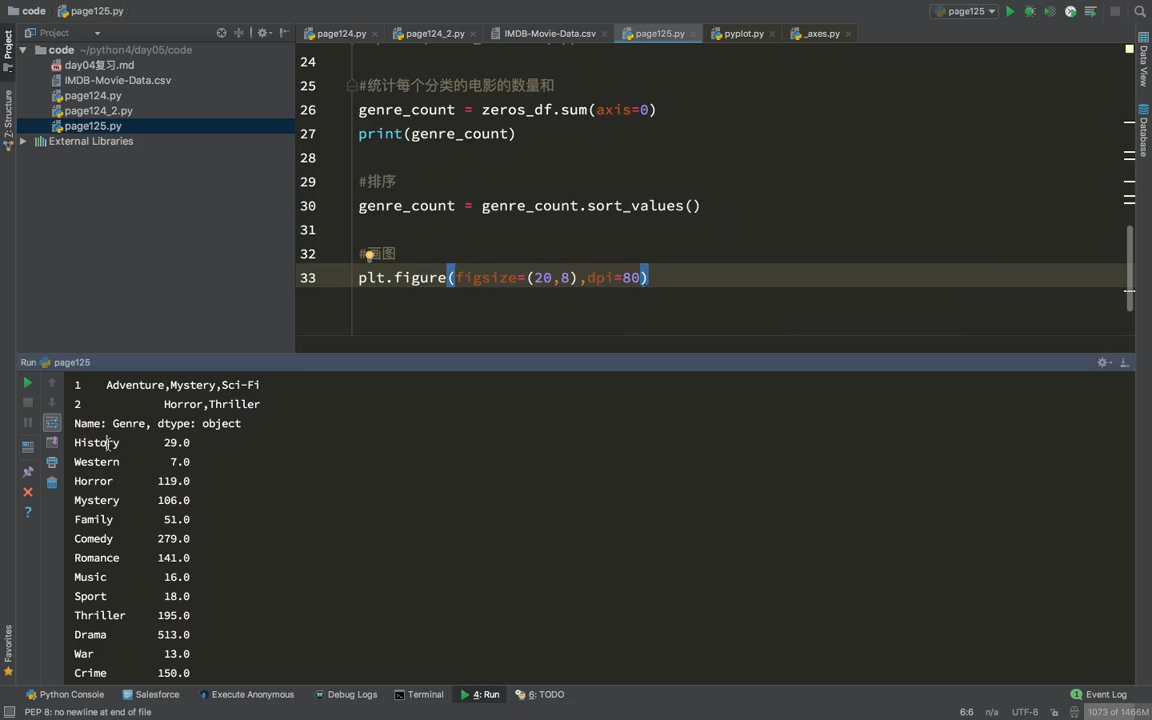 code page125.py
page125
Project
page124.py
page124_2.py
IMDB-Movie-Data.csv
page125.py
pyplot.py
_axes.py
Project
Z: Structure
Favorites
Data View
Database
code ~/python4/day05/code
day04复习.md
IMDB-Movie-Data.csv
page124.py
page124_2.py
page125.py
External Libraries
24
25 #统计每个分类的电影的数量和
26 genre_count = zeros_df.sum(axis=0)
27 print(genre_count)
28
29 #排序
30 genre_count = genre_count.sort_values()
31
32 #画图
33 plt.figure(figsize=(20,8),dpi=80)
Run page125
1 Adventure,Mystery,Sci-Fi
2 Horror,Thriller
Name: Genre, dtype: object
History 29.0
Western 7.0
Horror 119.0
Mystery 106.0
Family 51.0
Comedy 279.0
Romance 141.0
Music 16.0
Sport 18.0
Thriller 195.0
Drama 513.0
War 13.0
Crime 150.0
Python Console Salesforce Execute Anonymous Debug Logs Terminal 4: Run 6: TODO Event Log
PEP 8: no newline at end of file 6:6 n/a UTF-8 1073 of 1466M